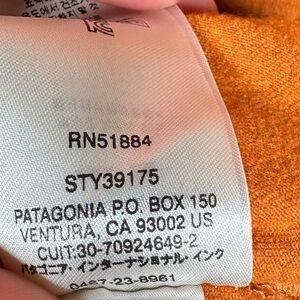 RN51884
STY39175
PATAGONIA P.O. BOX 150
VENTURA, CA 93002 US
CUIT:30-70924649-2
パタゴニア・インターナショナル・インク
0467-23-8961